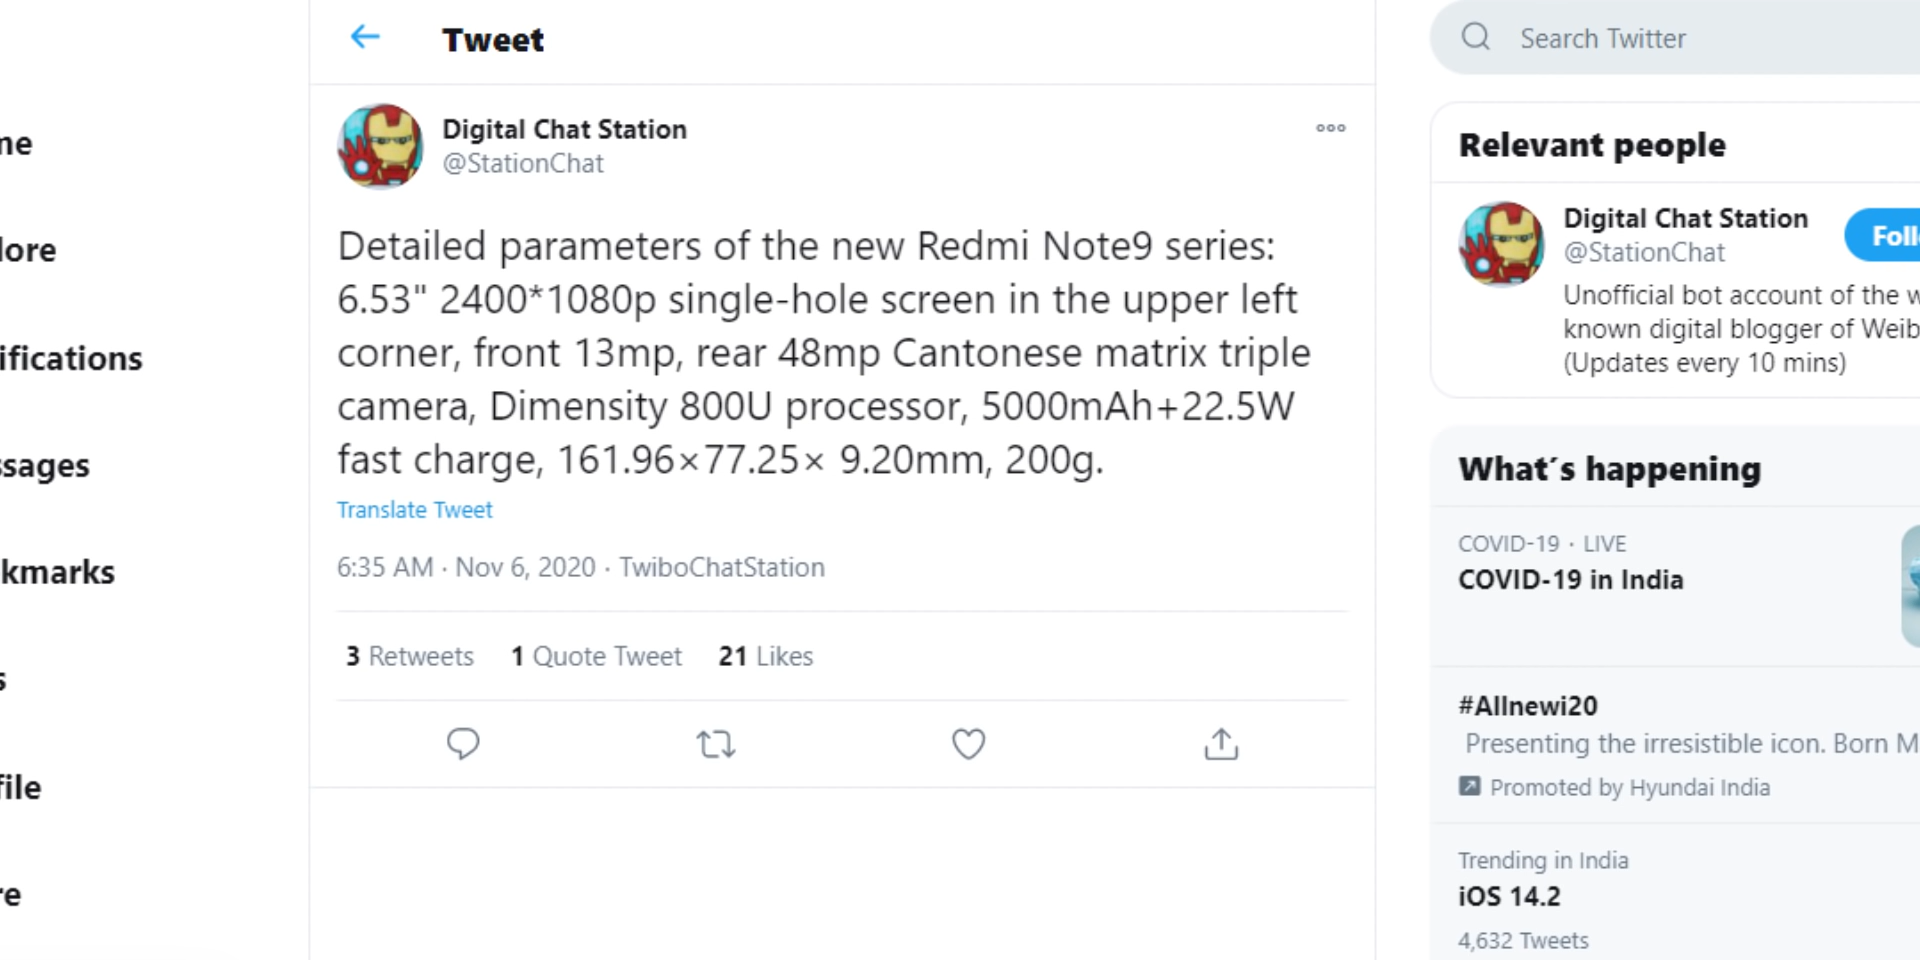 Tweet
Digital Chat Station
@StationChat
Detailed parameters of the new Redmi Note9 series:
6.53" 2400*1080p single-hole screen in the upper left
corner, front 13mp, rear 48mp Cantonese matrix triple
camera, Dimensity 800U processor, 5000mAh+22.5W
fast charge, 161.96×77.25× 9.20mm, 200g.
Translate Tweet
6:35 AM · Nov 6, 2020 · TwiboChatStation
3 Retweets 1 Quote Tweet 21 Likes
me
lore
ifications
ssages
kmarks
s
file
re
Search Twitter
Relevant people
Digital Chat Station
@StationChat
Foll
Unofficial bot account of the w
known digital blogger of Weib
(Updates every 10 mins)
What´s happening
COVID-19 · LIVE
COVID-19 in India
#Allnewi20
Presenting the irresistible icon. Born M
Promoted by Hyundai India
Trending in India
iOS 14.2
4,632 Tweets